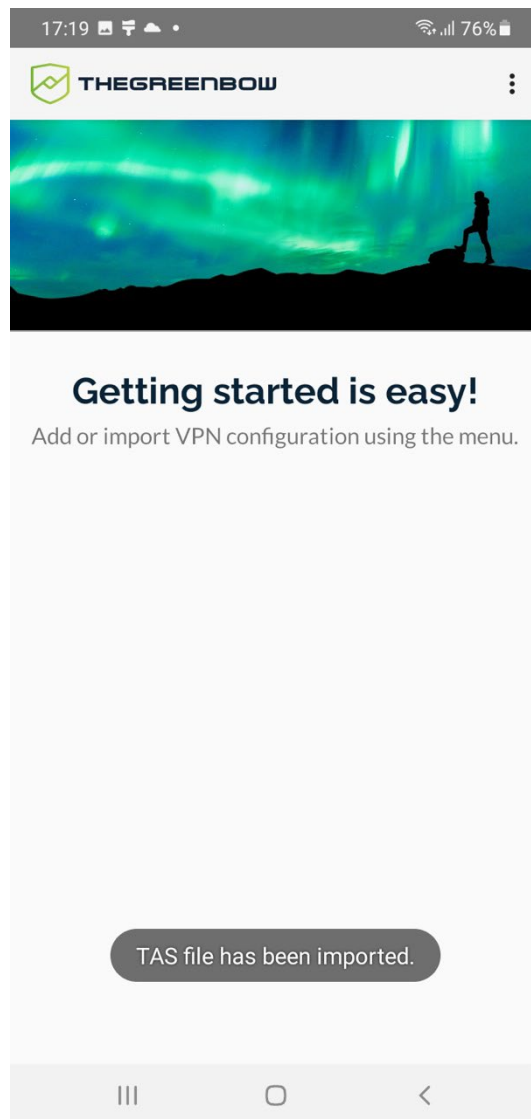 17:19 76%
THEGREENBOW
Getting started is easy!
Add or import VPN configuration using the menu.
TAS file has been imported.